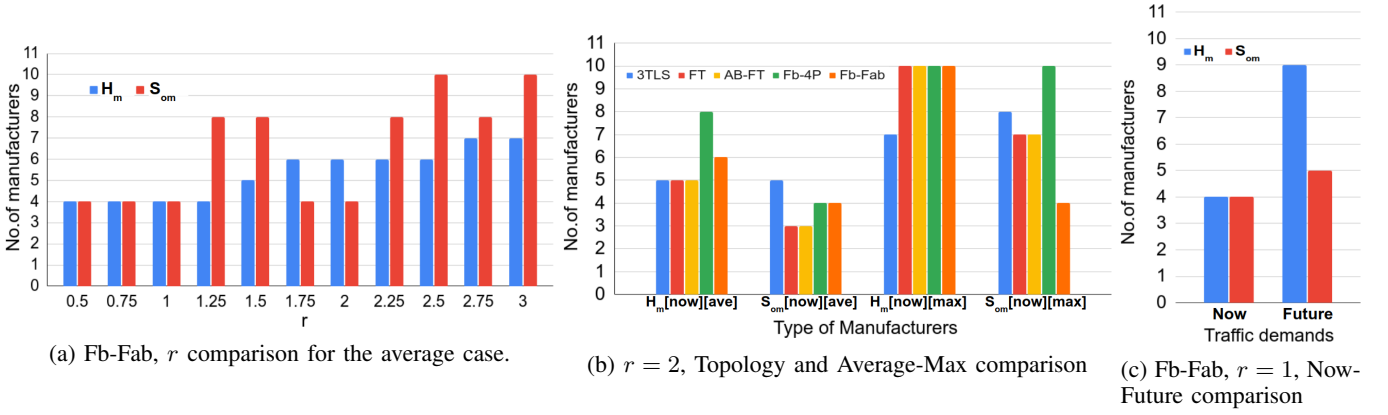 11
10
9
8
7
6
5
4
3
2
1
0
No.of manufacturers
Hm Som
0.5 0.75 1 1.25 1.5 1.75 2 2.25 2.5 2.75 3
r
(a) Fb-Fab, r comparison for the average case.
11
10
9
8
7
6
5
4
3
2
1
0
No.of manufacturers
3TLS FT AB-FT Fb-4P Fb-Fab
Hm[now][ave] Som[now][ave] Hm[now][max] Som[now][max]
Type of Manufacturers
(b) r = 2, Topology and Average-Max comparison
11
10
9
8
7
6
5
4
3
2
1
0
No.of manufacturers
Hm Som
Now Future
Traffic demands
(c) Fb-Fab, r = 1, Now-
Future comparison